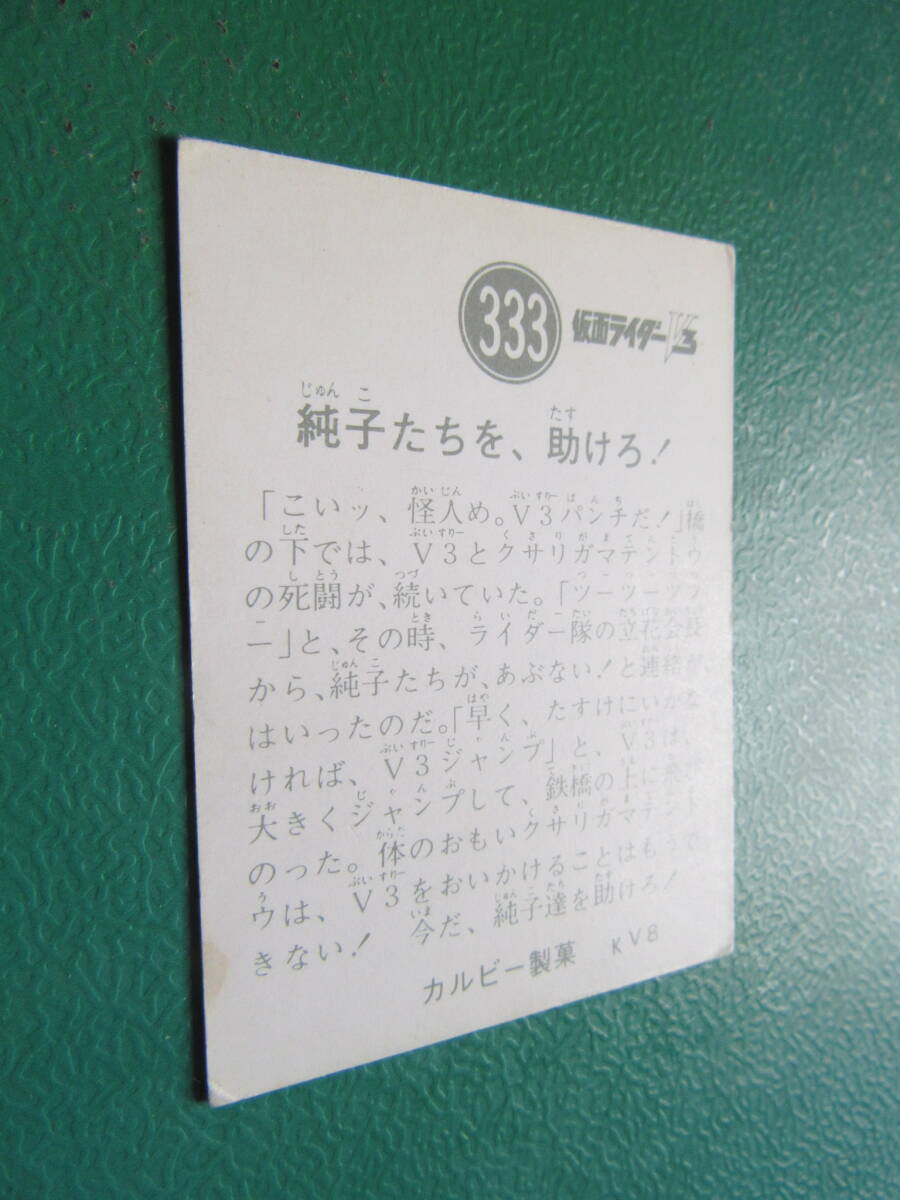 333 仮面ライダーV3
純子たちを、助けろ！
「こいッ、怪人め。V3パンチだ！」橋
の下では、V3とクサリガマテントウ
の死闘が、続いていた。「ツーツーツツ
ー」と、その時、ライダー隊の立花会長
から、純子たちが、あぶない！と連絡が、
はいったのだ。「早く、たすけにいかな
ければ、V3ジャンプ」と、V3は、
大きくジャンプして、鉄橋の上に飛び
のった。体のおもいクサリガマテント
ウは、V3をおいかけることはもうで
きない！ 今だ、純子達を助けろ！
カルビー製菓 KV8